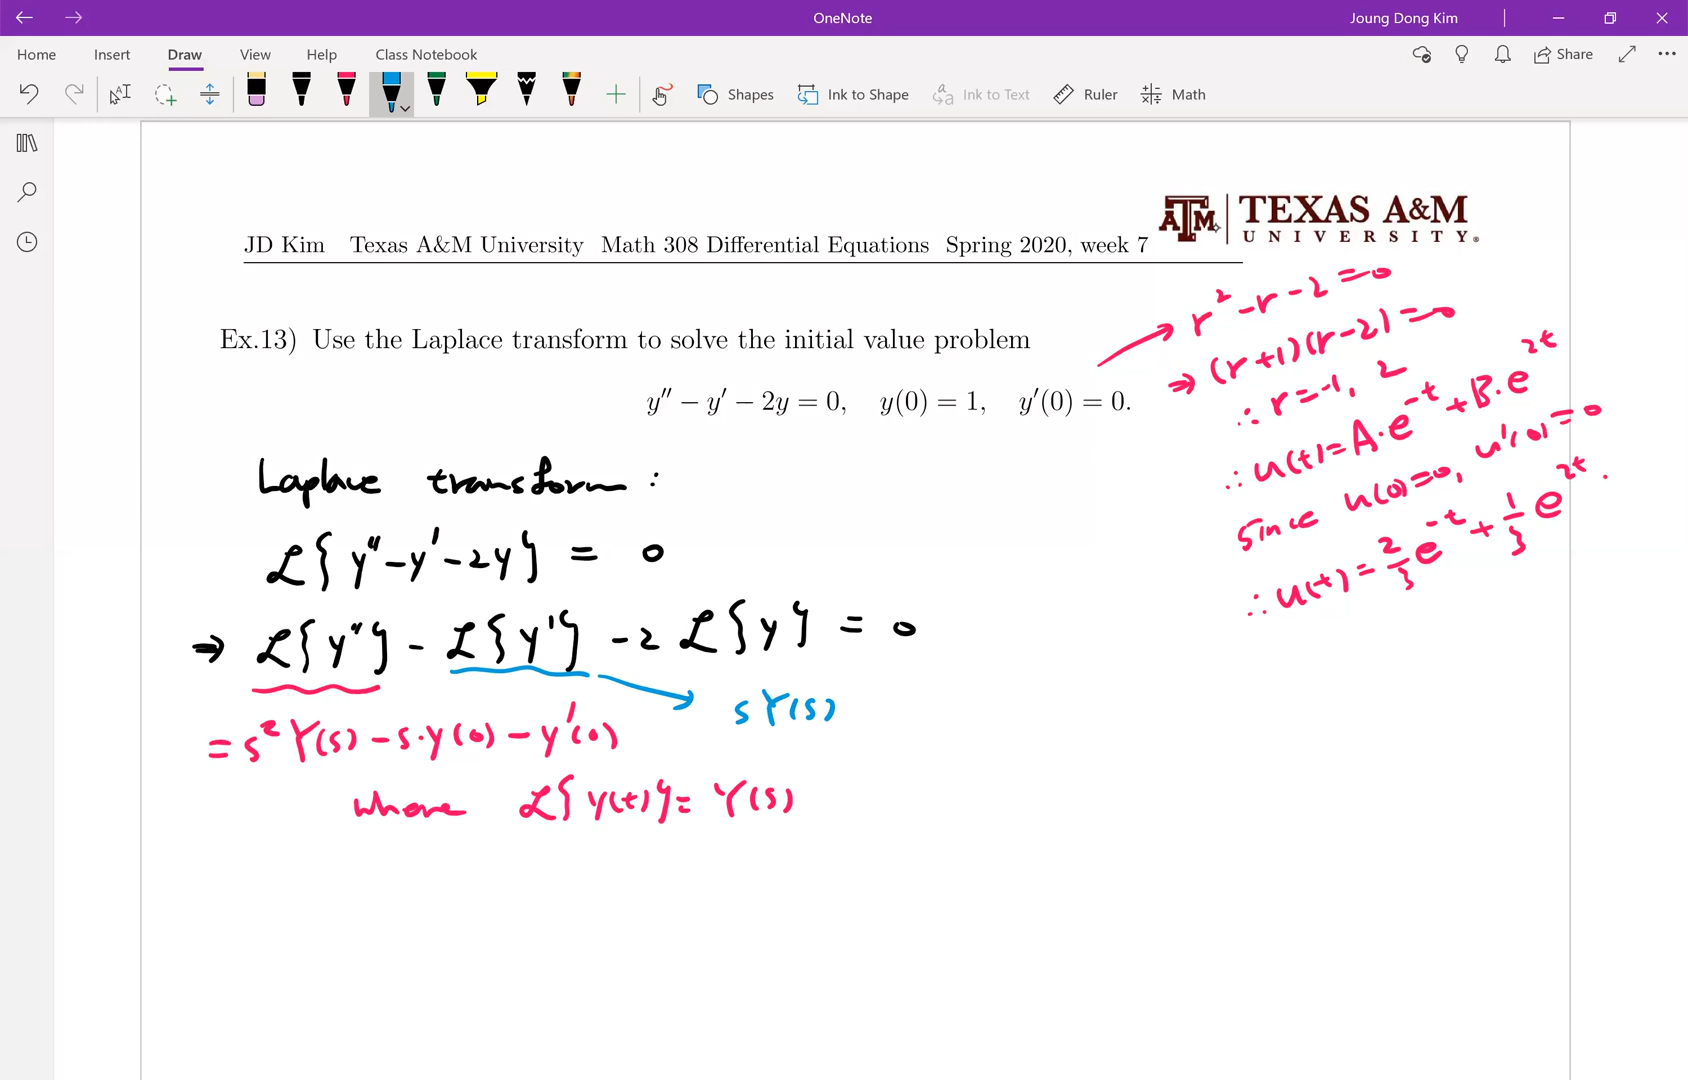 OneNote
Joung Dong Kim
Home Insert Draw View Help Class Notebook
Share
Shapes Ink to Shape Ink to Text Ruler Math
TEXAS A&M
UNIVERSITY®
JD Kim Texas A&M University Math 308 Differential Equations Spring 2020, week 7
Ex.13) Use the Laplace transform to solve the initial value problem
y″ − y′ − 2y = 0, y(0) = 1, y′(0) = 0.
→ r² − r − 2 = 0
⇒ (r+1)(r−2) = 0
∴ r = −1, 2
∴ u(t) = A·e^{−t} + B·e^{2t}
since u(0)=0, u'(0)=0
∴ u(t) = 2/3 e^{−t} + 1/3 e^{2t}.
Laplace transform :
ℒ{y″ − y′ − 2y} = 0
⇒ ℒ{y″} − ℒ{y′} − 2 ℒ{y} = 0
→ sY(s)
= s² Y(s) − s·y(0) − y′(0)
where ℒ{y(t)} = Y(s)